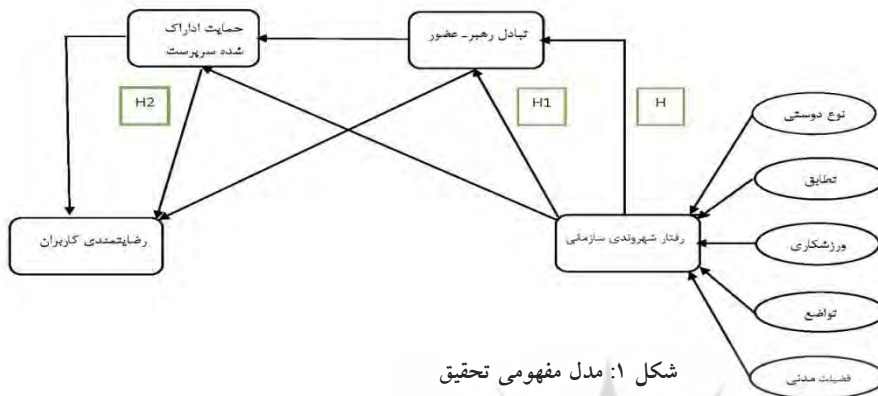 حمایت اداراک
شده سرپرست
تبادل رهبر-عضور
H2
H1
H
نوع دوستی
تطابق
ورزشکاری
تواضع
فضیلت مدنی
رفتار شهروندی سازمانی
رضایتمندی کاربران
شکل ۱: مدل مفهومی تحقیق